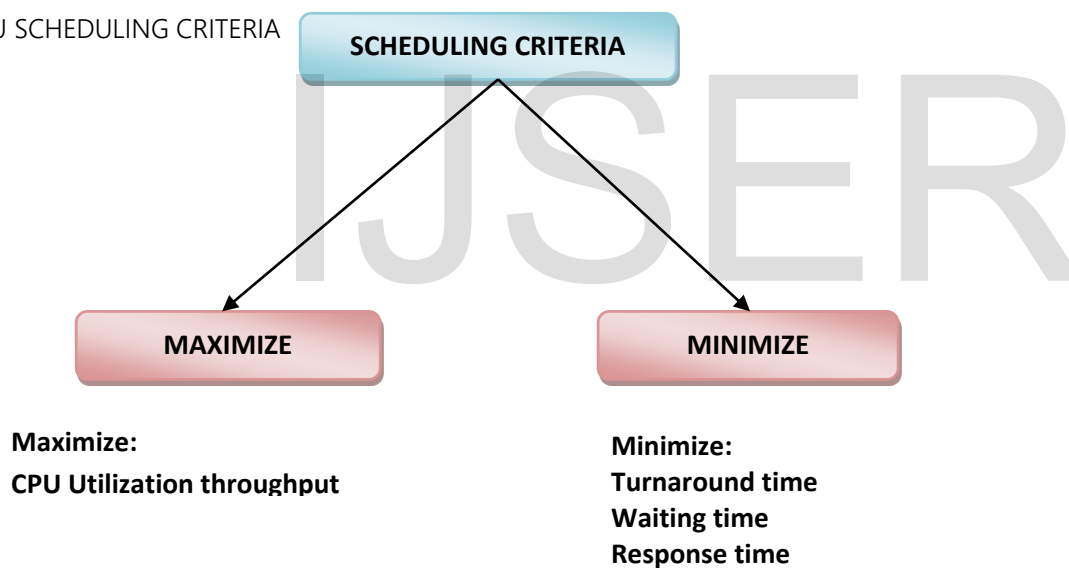 U SCHEDULING CRITERIA
SCHEDULING CRITERIA
IJSER
MAXIMIZE
MINIMIZE
Maximize:
CPU Utilization throughput
Minimize:
Turnaround time
Waiting time
Response time